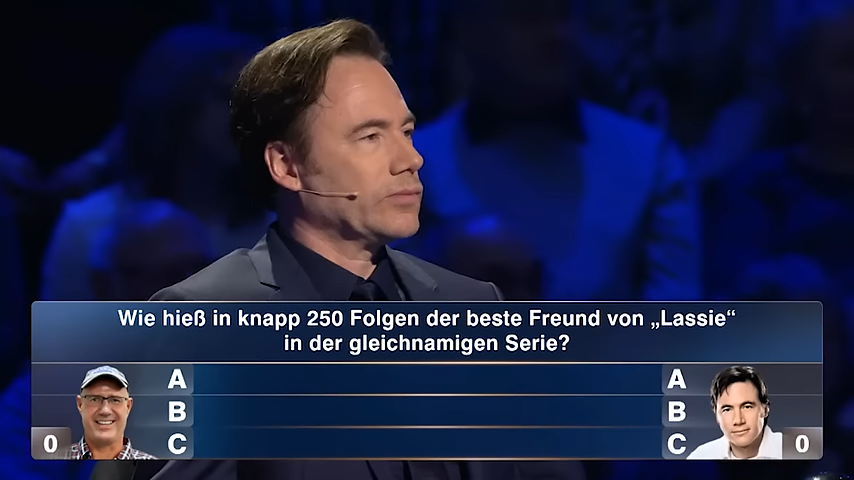 Wie hieß in knapp 250 Folgen der beste Freund von „Lassie“
in der gleichnamigen Serie?
A A
B B
0 C C 0